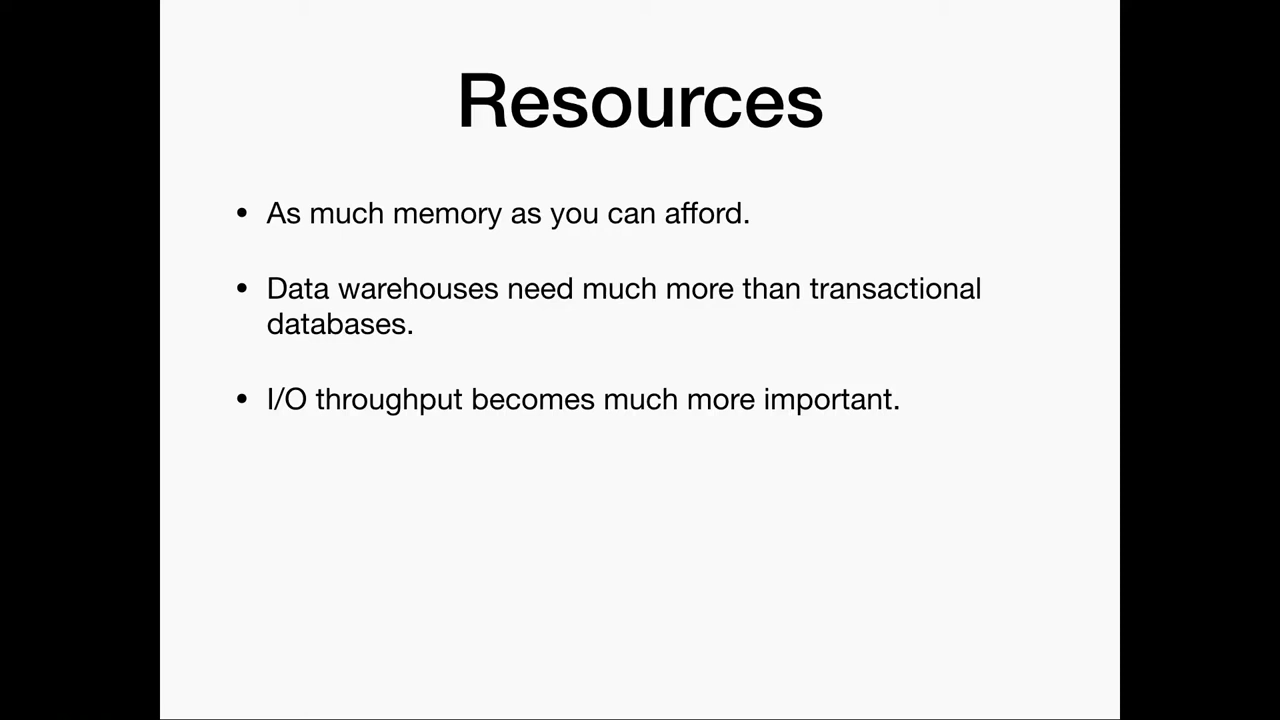 Resources
• As much memory as you can afford.
• Data warehouses need much more than transactional
databases.
• I/O throughput becomes much more important.